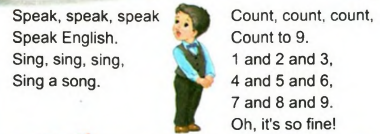 Speak, speak, speak
Speak English.
Sing, sing, sing,
Sing a song.
Count, count, count,
Count to 9.
1 and 2 and 3,
4 and 5 and 6,
7 and 8 and 9.
Oh, it's so fine!